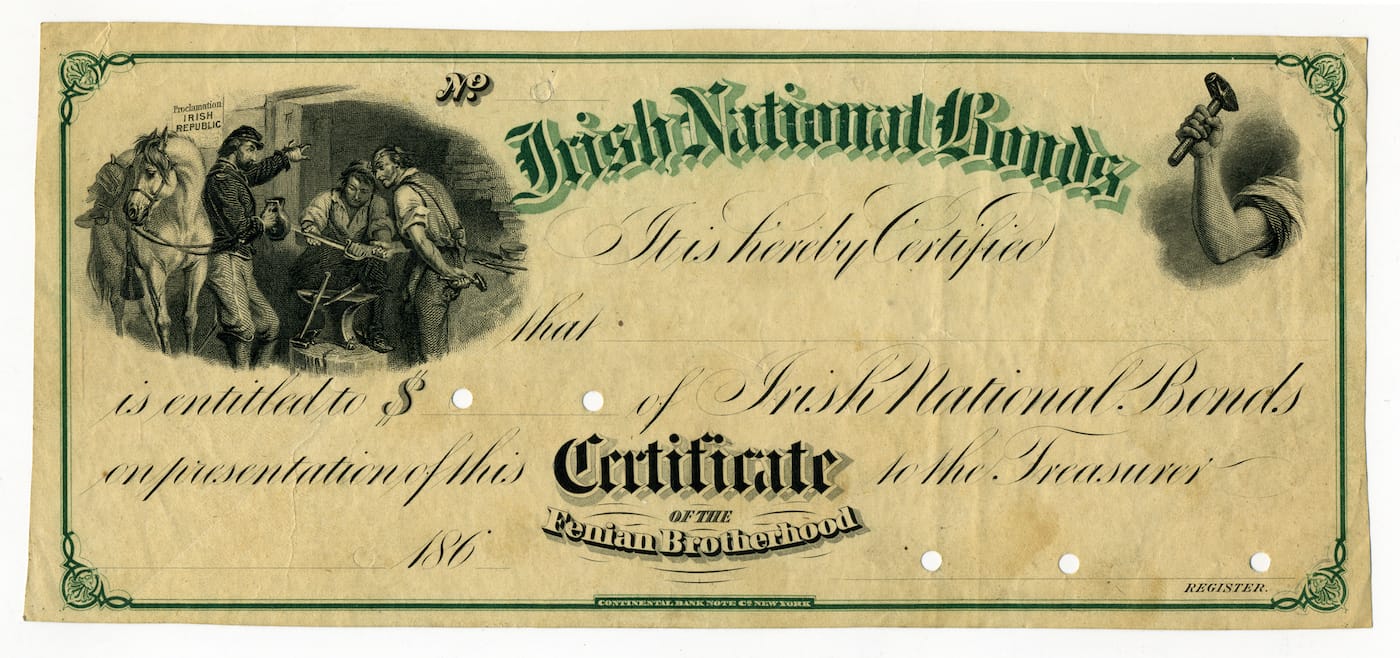 Proclamation
IRISH
REPUBLIC
No
Irish National Bonds
It is hereby Certified
that
is entitled to $ of Irish National Bonds
on presentation of this Certificate to the Treasurer
OF THE
Fenian Brotherhood
186
REGISTER.
CONTINENTAL BANK NOTE Co. NEW YORK